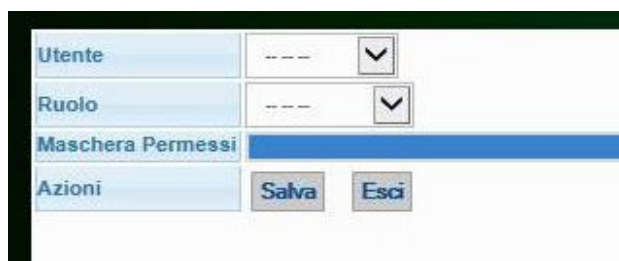 Utente ---
Ruolo ---
Maschera Permessi
Azioni Salva Esci